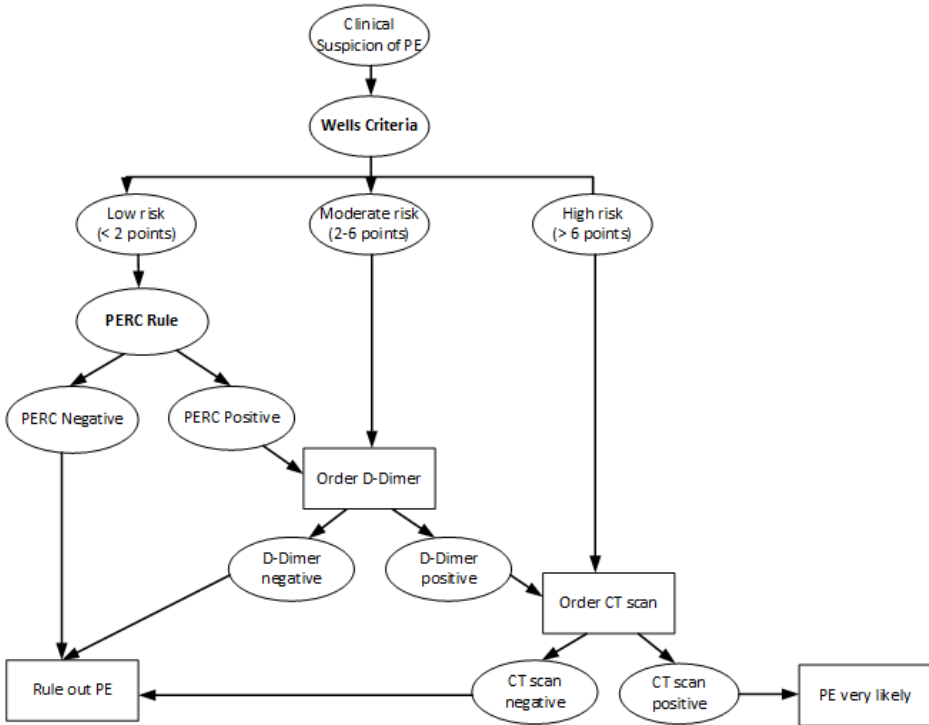 Clinical
Suspicion of PE
Wells Criteria
Low risk
(< 2 points)
Moderate risk
(2-6 points)
High risk
(> 6 points)
PERC Rule
PERC Negative
PERC Positive
Order D-Dimer
D-Dimer
negative
D-Dimer
positive
Order CT scan
Rule out PE
CT scan
negative
CT scan
positive
PE very likely